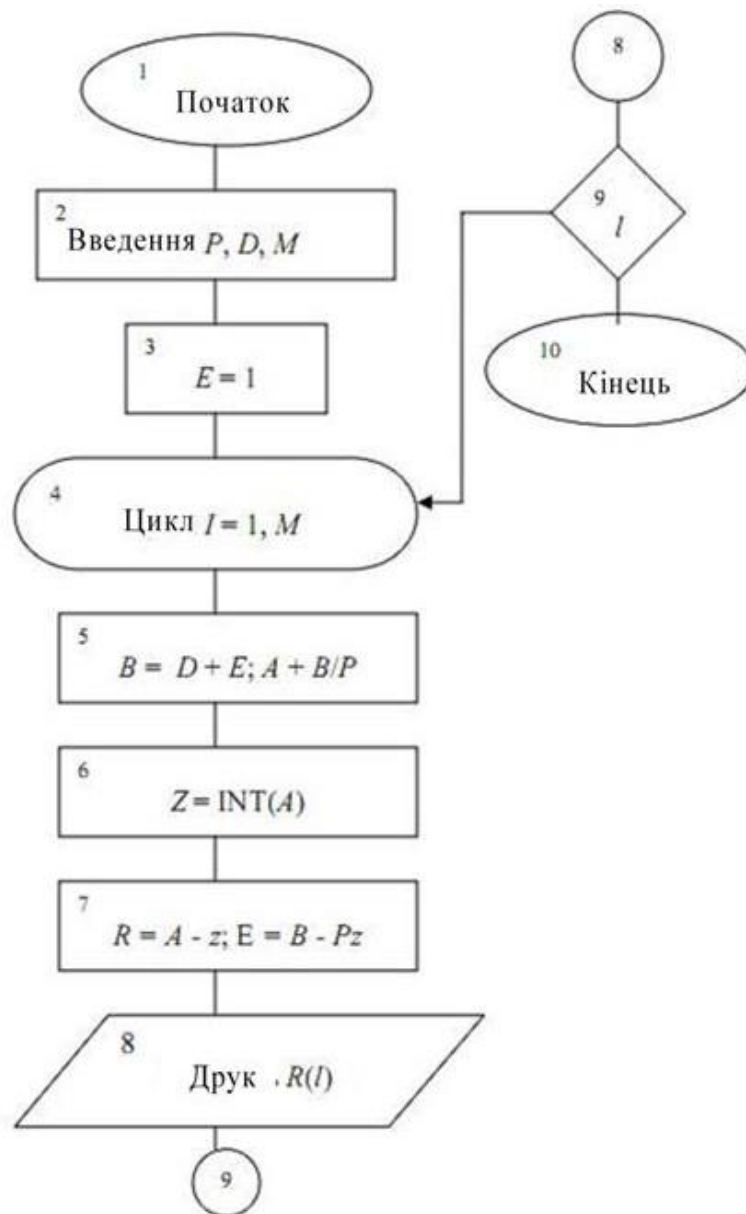 1
Початок
2
Введення P, D, M
3
E = 1
4
Цикл I = 1, M
5
B = D + E; A + B/P
6
Z = INT(A)
7
R = A - z; E = B - Pz
8
Друк R(l)
9
8
9
l
10
Кінець